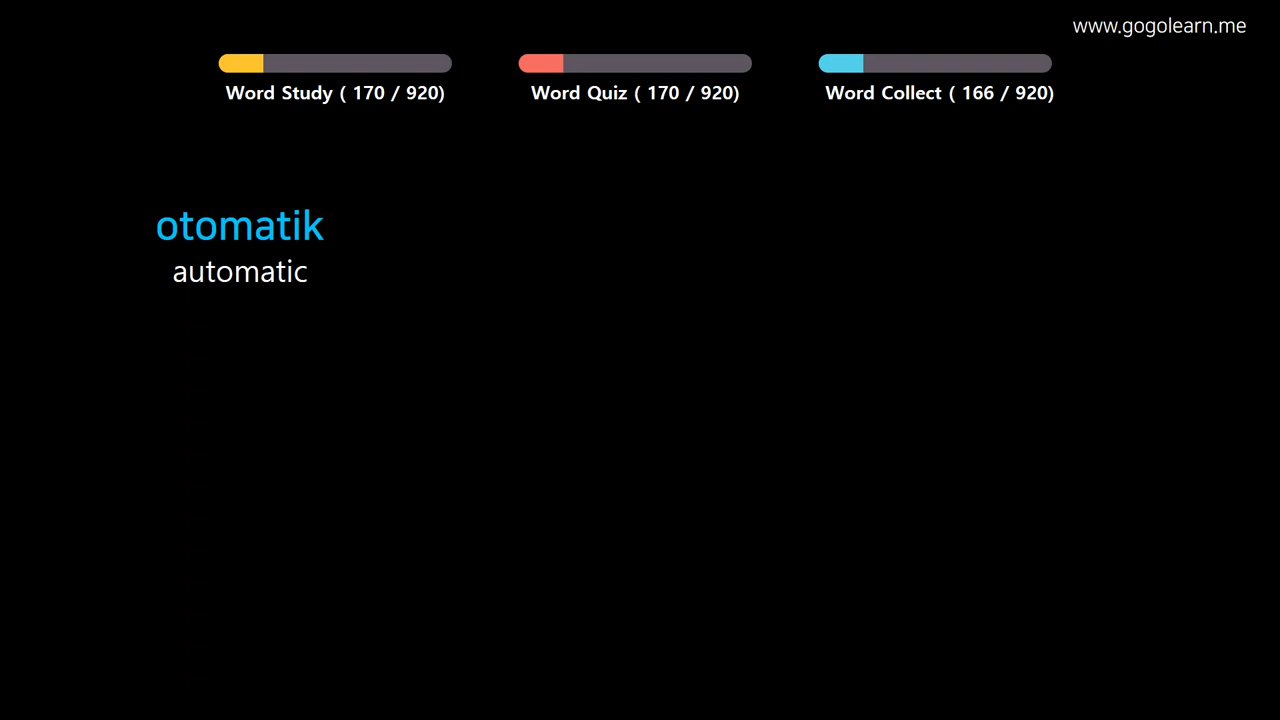 www.gogolearn.me
Word Study ( 170 / 920)
Word Quiz ( 170 / 920)
Word Collect ( 166 / 920)
otomatik
automatic